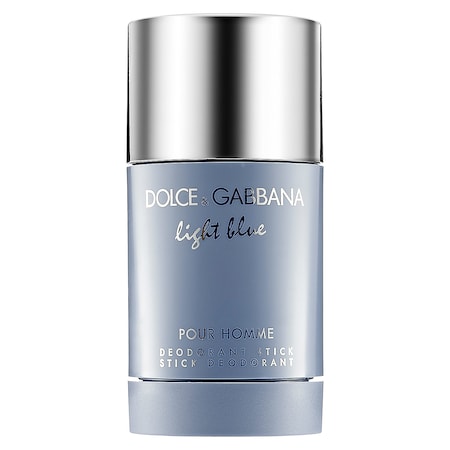 DOLCE & GABBANA
light blue
POUR HOMME
DEODORANT STICK
STICK DEODORANT